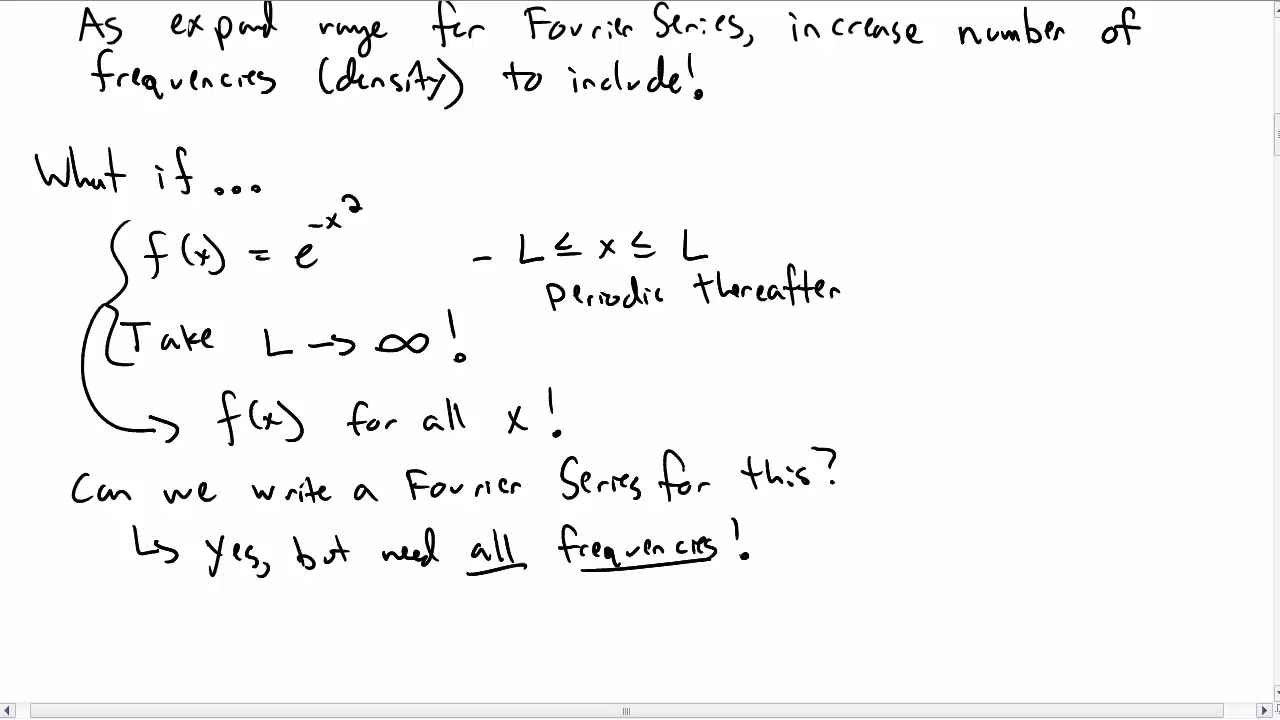 As expand range for Fourier Series, increase number of
frequencies (density) to include!
What if ...
f(x) = e^{-x^2} - L ≤ x ≤ L
periodic thereafter
Take L → ∞!
→ f(x) for all x!
Can we write a Fourier Series for this?
↳ yes, but need all frequencies!